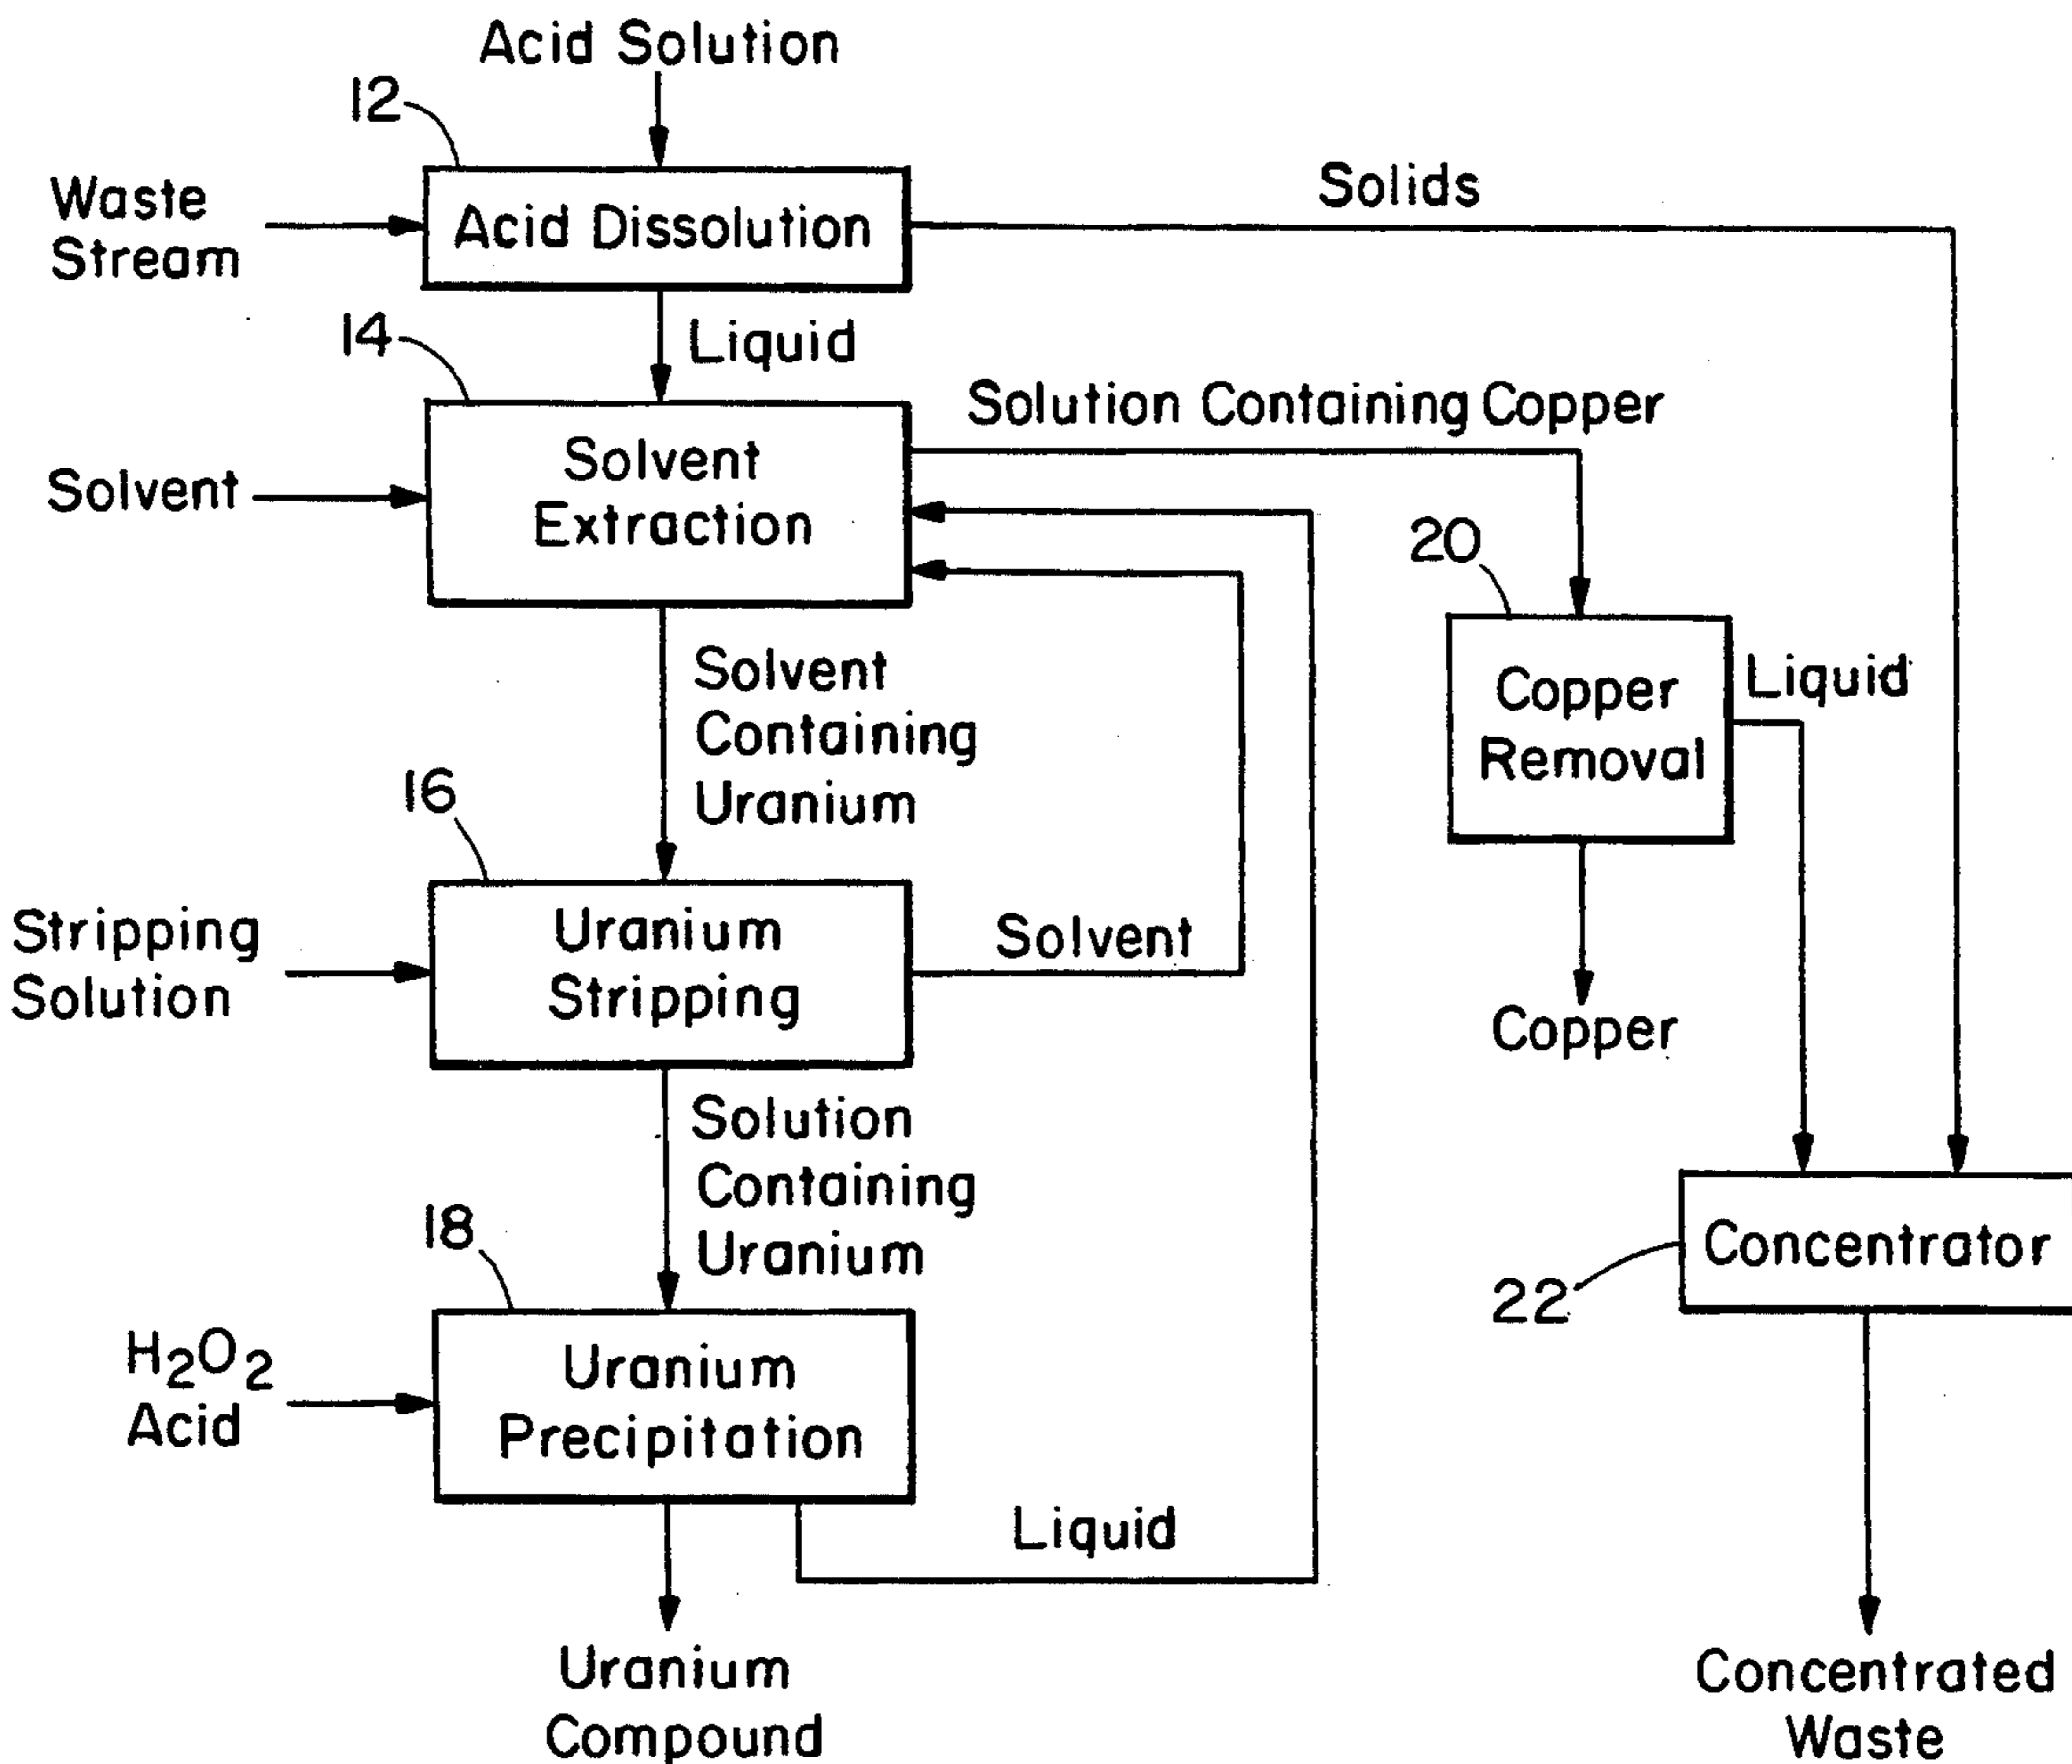 Acid Solution
12
Waste
Stream
Acid Dissolution
Solids
14
Liquid
Solution Containing Copper
Solvent
Solvent
Extraction
20
Solvent
Containing
Uranium
Copper
Removal
Liquid
16
Stripping
Solution
Uranium
Stripping
Solvent
Copper
Solution
Containing
Uranium
18
Concentrator
22
H2O2
Acid
Uranium
Precipitation
Liquid
Uranium
Compound
Concentrated
Waste